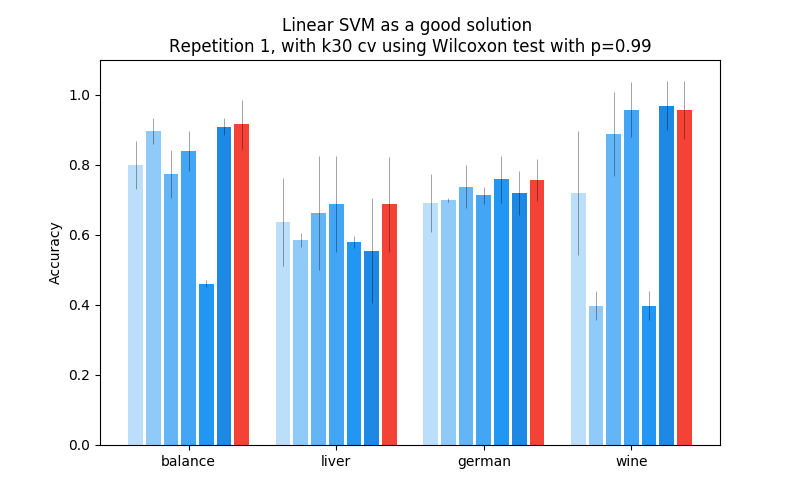 Linear SVM as a good solution
Repetition 1, with k30 cv using Wilcoxon test with p=0.99
1.0
0.8
0.6
0.4
0.2
0.0
Accuracy
balance
liver
german
wine